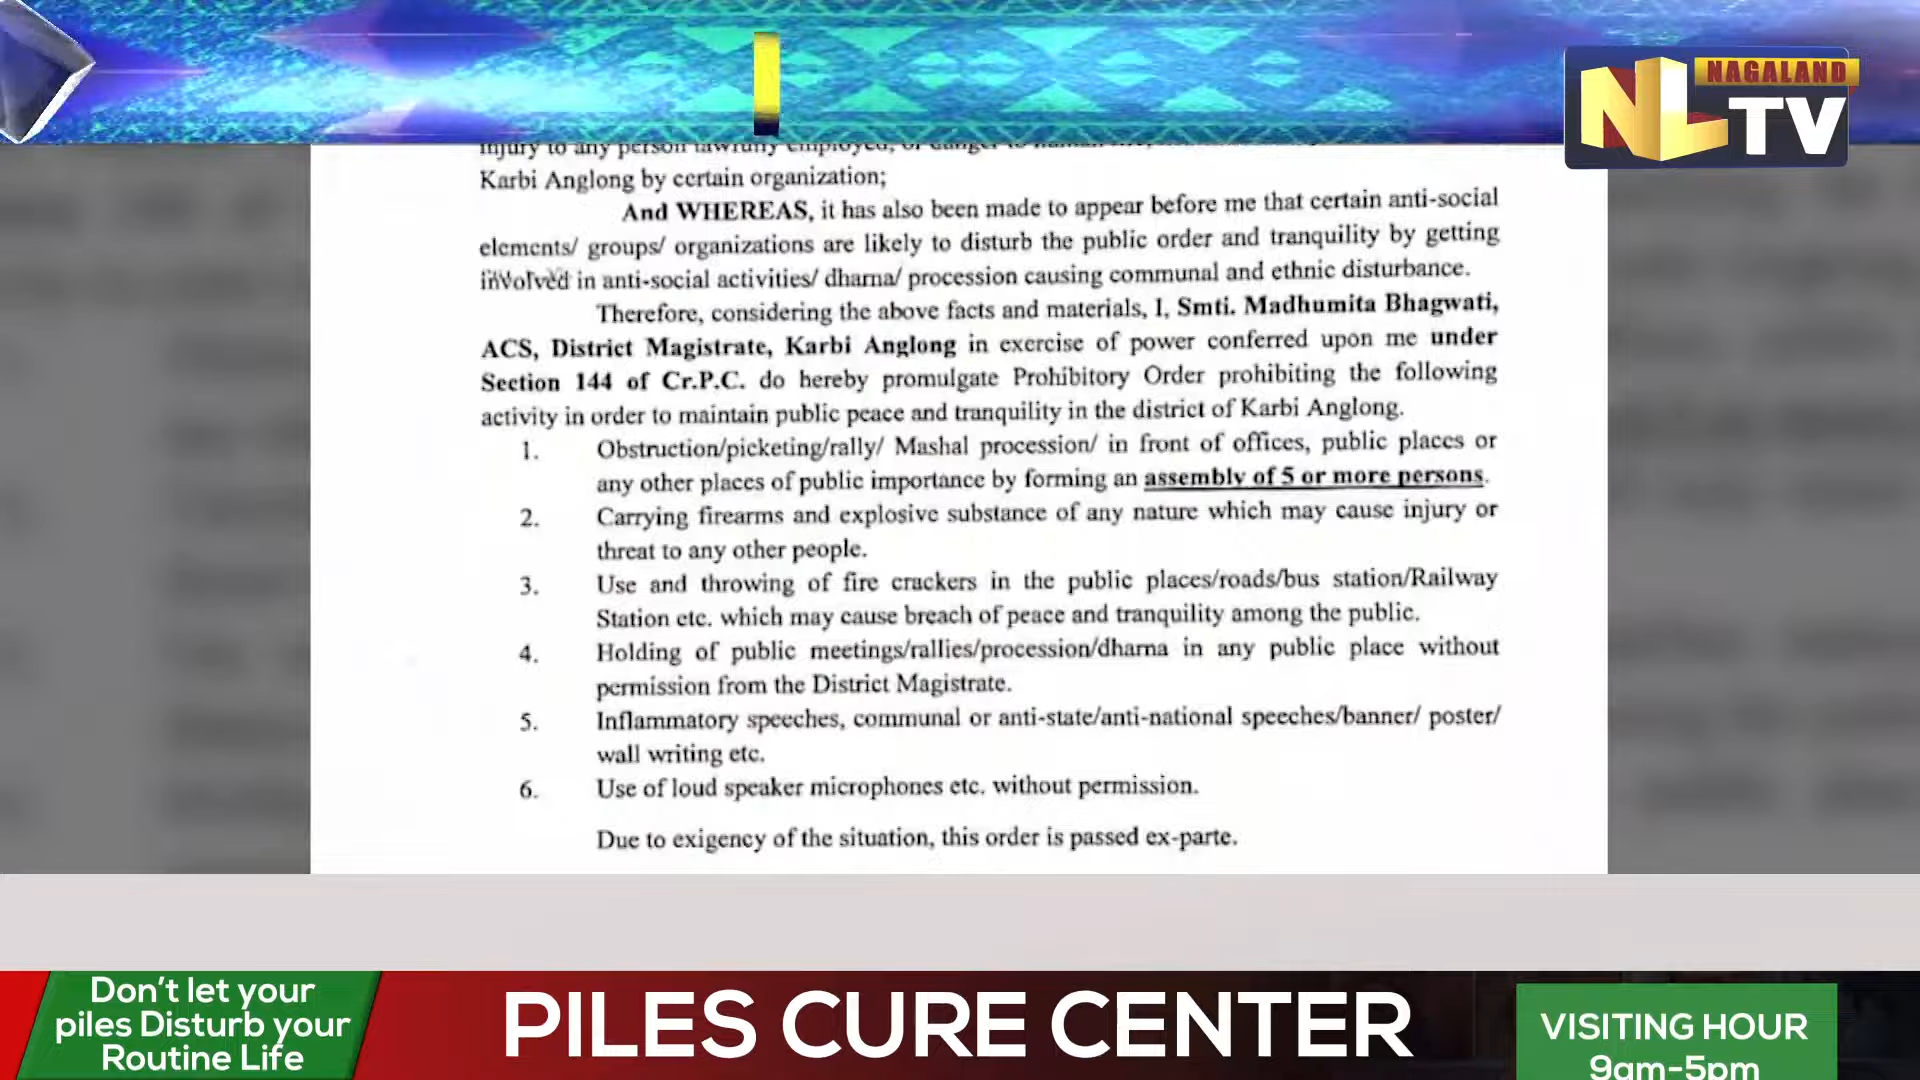 NAGALAND
NL TV
injury to any person lawfully employed, or danger to human life,
Karbi Anglong by certain organization;
And WHEREAS, it has also been made to appear before me that certain anti-social
elements/ groups/ organizations are likely to disturb the public order and tranquility by getting
involved in anti-social activities/ dharna/ procession causing communal and ethnic disturbance.
Therefore, considering the above facts and materials, I, Smti. Madhumita Bhagwati,
ACS, District Magistrate, Karbi Anglong in exercise of power conferred upon me under
Section 144 of Cr.P.C. do hereby promulgate Prohibitory Order prohibiting the following
activity in order to maintain public peace and tranquility in the district of Karbi Anglong.
1. Obstruction/picketing/rally/ Mashal procession/ in front of offices, public places or
any other places of public importance by forming an assembly of 5 or more persons.
2. Carrying firearms and explosive substance of any nature which may cause injury or
threat to any other people.
3. Use and throwing of fire crackers in the public places/roads/bus station/Railway
Station etc. which may cause breach of peace and tranquility among the public.
4. Holding of public meetings/rallies/procession/dharna in any public place without
permission from the District Magistrate.
5. Inflammatory speeches, communal or anti-state/anti-national speeches/banner/ poster/
wall writing etc.
6. Use of loud speaker microphones etc. without permission.
Due to exigency of the situation, this order is passed ex-parte.
Don't let your
piles Disturb your
Routine Life
PILES CURE CENTER
VISITING HOUR
9am-5pm